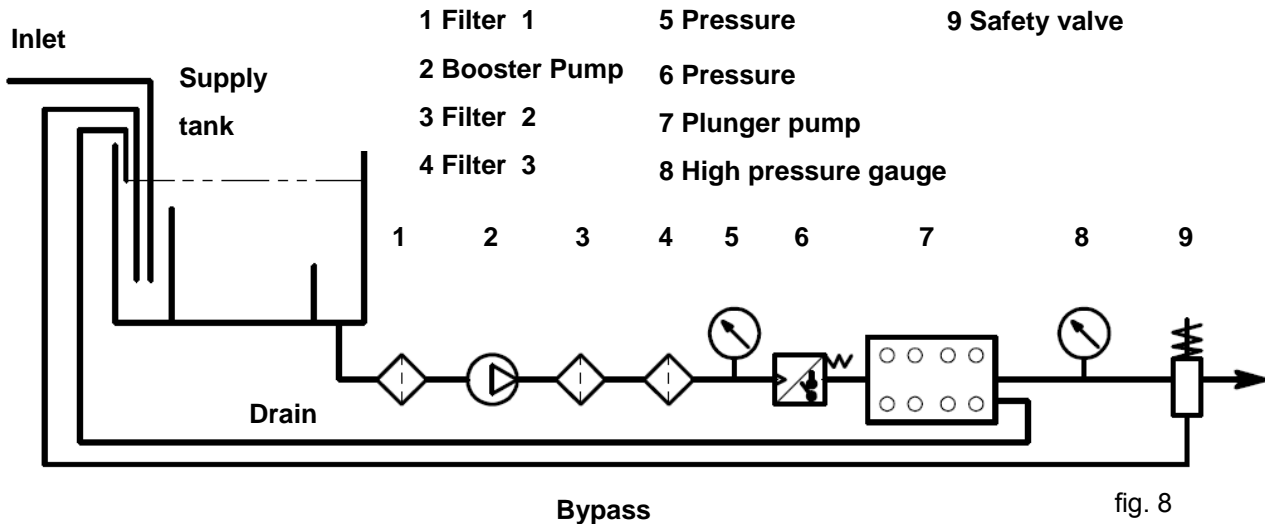 Inlet
Supply
tank
1 Filter 1
2 Booster Pump
3 Filter 2
4 Filter 3
5 Pressure
6 Pressure
7 Plunger pump
8 High pressure gauge
9 Safety valve
1 2 3 4 5 6 7 8 9
Drain
Bypass
fig. 8